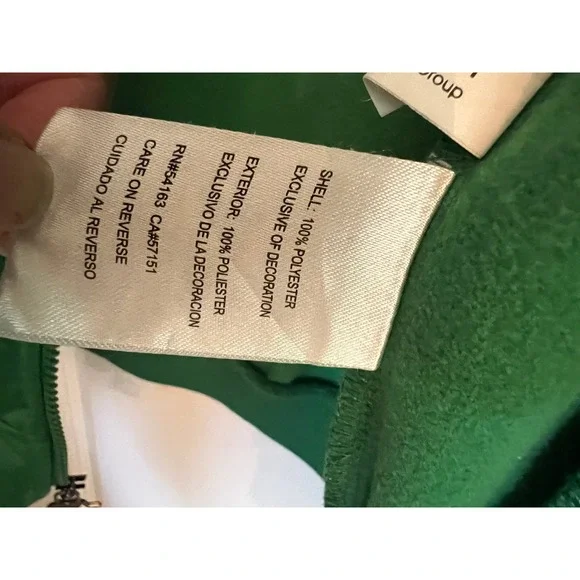 SHELL: 100% POLYESTER
EXCLUSIVE OF DECORATION
EXTERIOR: 100% POLIESTER
EXCLUSIVO DE LA DECORACION
RN#54163 CA#57151
CARE ON REVERSE
CUIDADO AL REVERSO
Group